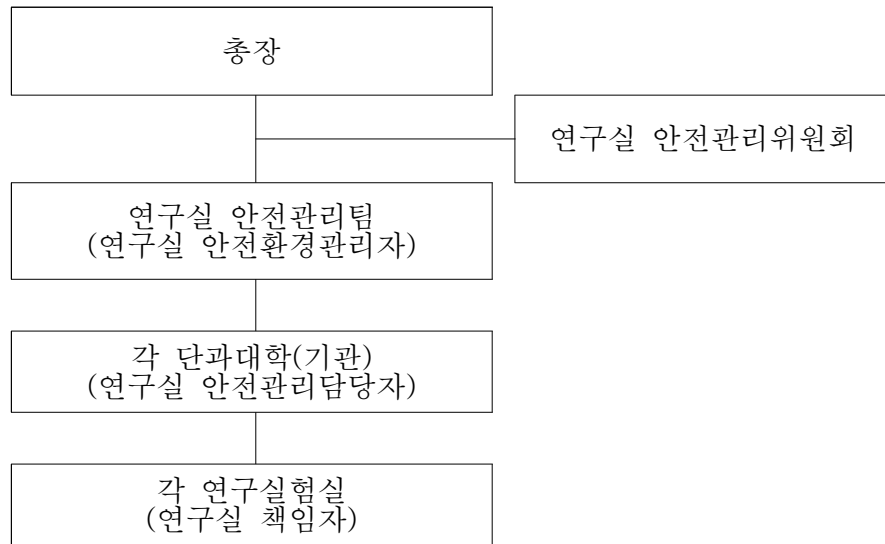 총장
연구실 안전관리위원회
연구실 안전관리팀
(연구실 안전환경관리자)
각 단과대학(기관)
(연구실 안전관리담당자)
각 연구실험실
(연구실 책임자)